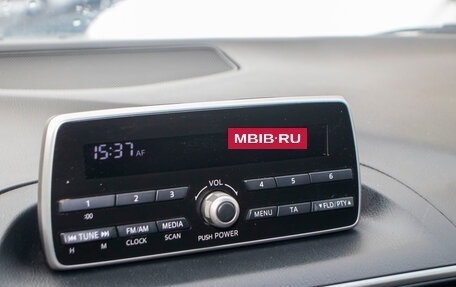 MBIB·RU
15:37 AF
VOL
1 2 3 4 5 6
:00
MENU TA ▼FLD/PTY▲
|◀◀ TUNE ▶▶| FM/AM MEDIA
H M CLOCK SCAN PUSH POWER